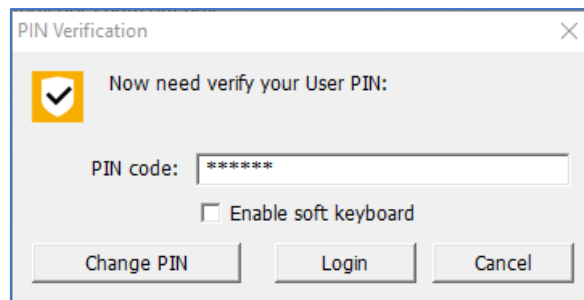 PIN Verification
Now need verify your User PIN:
PIN code: ******
Enable soft keyboard
Change PIN Login Cancel